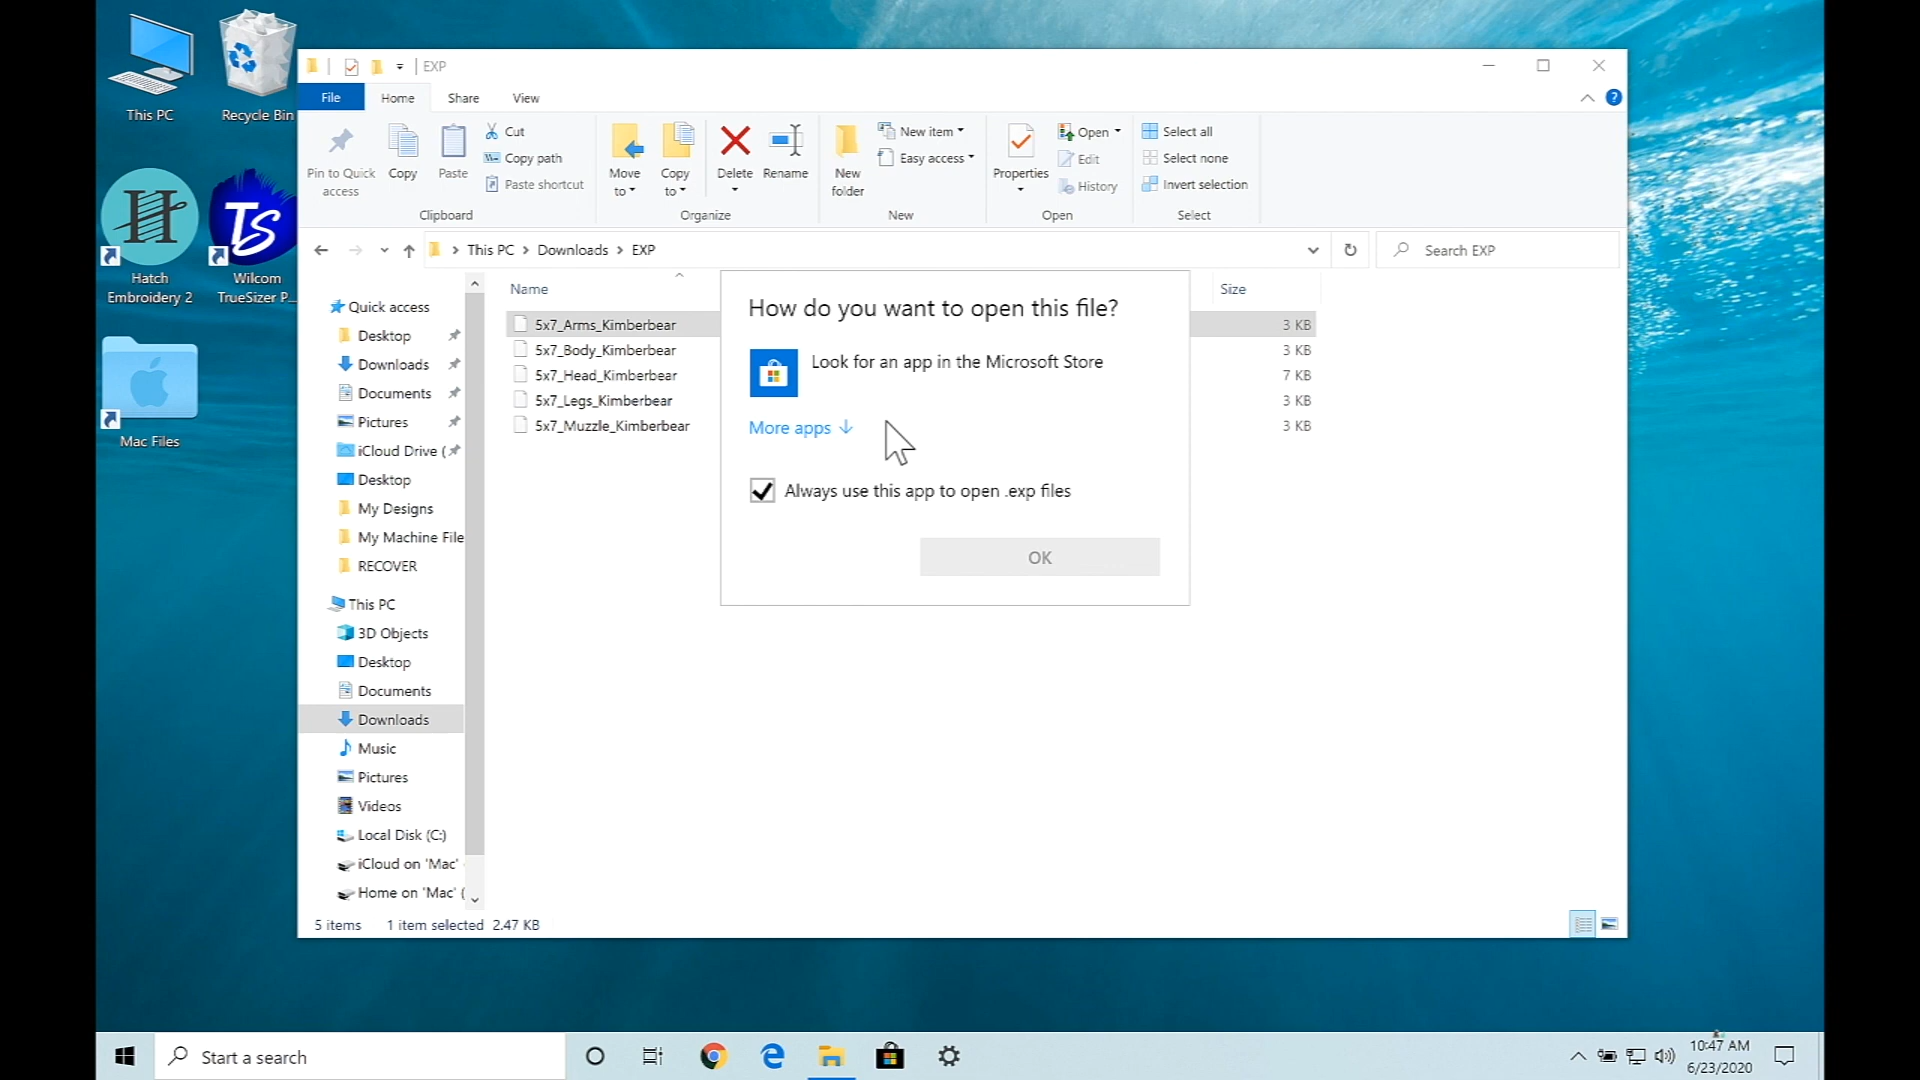 This PC
Recycle Bin
Hatch
Embroidery 2
TS
Wilcom
TrueSizer P...
Mac Files
EXP
File
Home
Share
View
Pin to Quick
access
Copy
Paste
Cut
Copy path
Paste shortcut
Clipboard
Move
to
Copy
to
Delete
Rename
Organize
New
folder
New item
Easy access
New
Properties
Open
Edit
History
Open
Select all
Select none
Invert selection
Select
This PC > Downloads > EXP
Search EXP
Quick access
Desktop
Downloads
Documents
Pictures
iCloud Drive (
Desktop
My Designs
My Machine File
RECOVER
This PC
3D Objects
Desktop
Documents
Downloads
Music
Pictures
Videos
Local Disk (C:)
iCloud on 'Mac'
Home on 'Mac' (
Name
Size
5x7_Arms_Kimberbear
3 KB
5x7_Body_Kimberbear
3 KB
5x7_Head_Kimberbear
7 KB
5x7_Legs_Kimberbear
3 KB
5x7_Muzzle_Kimberbear
3 KB
How do you want to open this file?
Look for an app in the Microsoft Store
More apps
Always use this app to open .exp files
OK
5 items
1 item selected 2.47 KB
Start a search
10:47 AM
6/23/2020